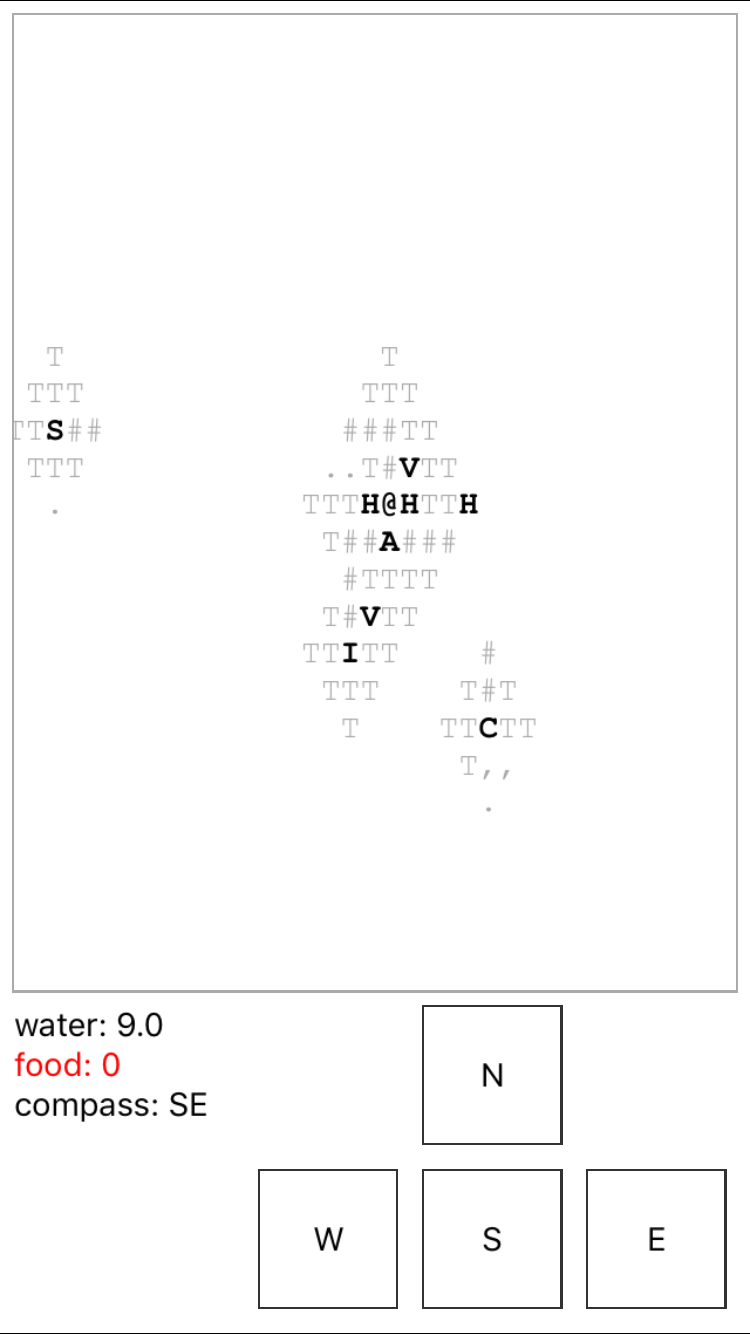 T T
TTT TTT
TTS## ###TT
TTT ..T#VTT
. TTTH@HTTH
T##A###
#TTTT
T#VTT
TTITT #
TTT T#T
T TTCTT
T,,
.
water: 9.0
food: 0
compass: SE
N
W S E